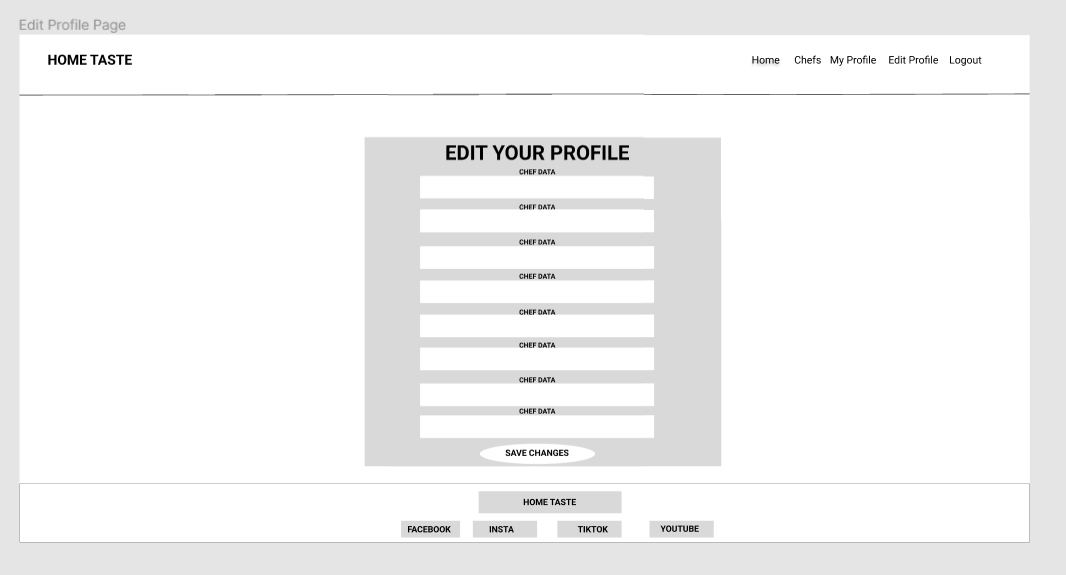 Edit Profile Page
HOME TASTE
Home Chefs My Profile Edit Profile Logout
EDIT YOUR PROFILE
CHEF DATA
CHEF DATA
CHEF DATA
CHEF DATA
CHEF DATA
CHEF DATA
CHEF DATA
CHEF DATA
SAVE CHANGES
HOME TASTE
FACEBOOK INSTA TIKTOK YOUTUBE